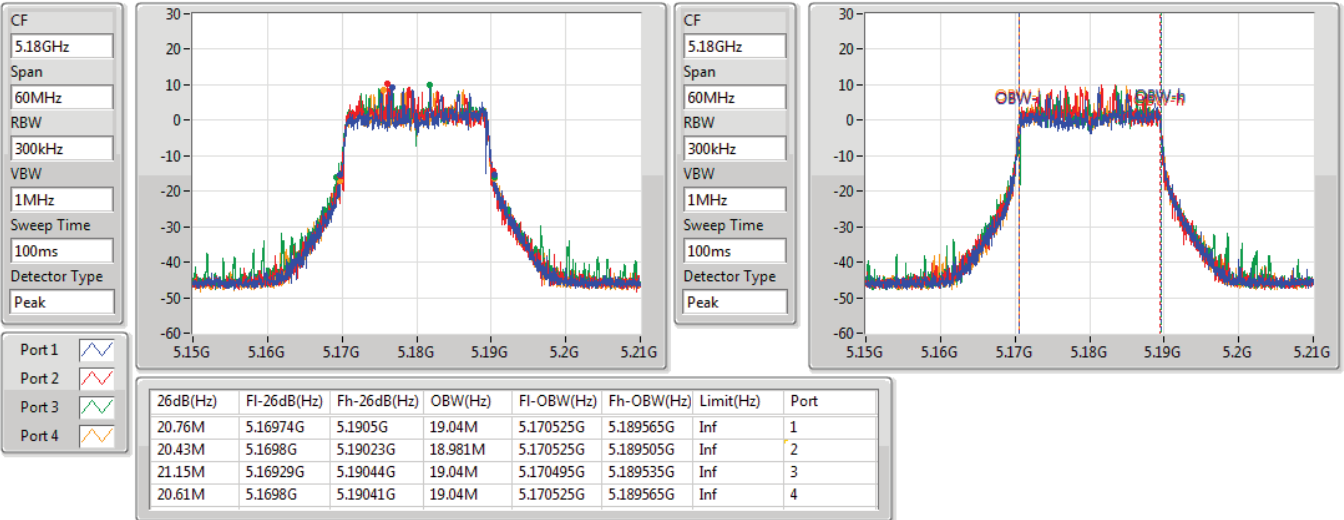 CF
5.18GHz
Span
60MHz
RBW
300kHz
VBW
1MHz
Sweep Time
100ms
Detector Type
Peak
30
20
10
0
-10
-20
-30
-40
-50
-60
5.15G 5.16G 5.17G 5.18G 5.19G 5.2G 5.21G
CF
5.18GHz
Span
60MHz
RBW
300kHz
VBW
1MHz
Sweep Time
100ms
Detector Type
Peak
30
20
10
0
-10
-20
-30
-40
-50
-60
OBW-l OBW-h
5.15G 5.16G 5.17G 5.18G 5.19G 5.2G 5.21G
Port 1
Port 2
Port 3
Port 4
26dB(Hz) Fl-26dB(Hz) Fh-26dB(Hz) OBW(Hz) Fl-OBW(Hz) Fh-OBW(Hz) Limit(Hz) Port
20.76M 5.16974G 5.1905G 19.04M 5.170525G 5.189565G Inf 1
20.43M 5.1698G 5.19023G 18.981M 5.170525G 5.189505G Inf 2
21.15M 5.16929G 5.19044G 19.04M 5.170495G 5.189535G Inf 3
20.61M 5.1698G 5.19041G 19.04M 5.170525G 5.189565G Inf 4